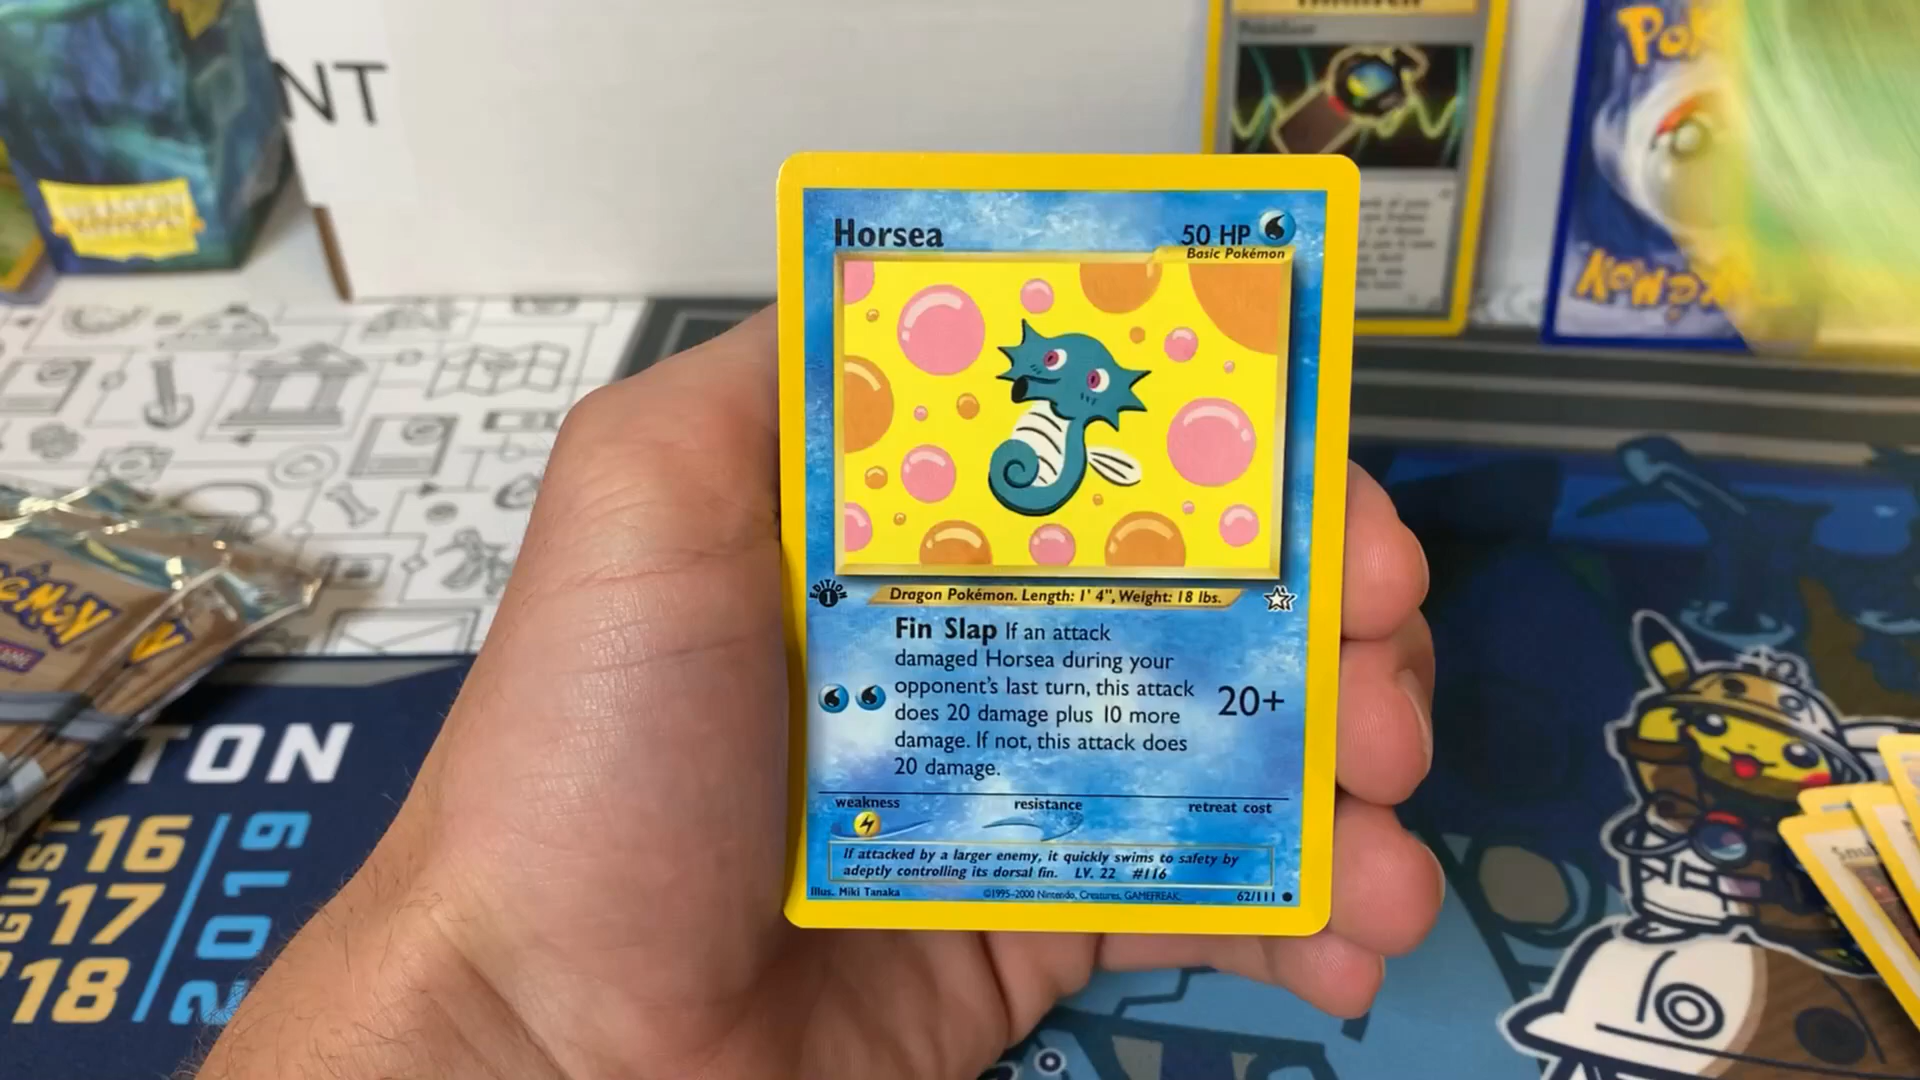 NT
PoK
Horsea
50 HP
Basic Pokémon
EDITION
1
Dragon Pokémon. Length: 1' 4", Weight: 18 lbs.
Fin Slap If an attack
damaged Horsea during your
opponent's last turn, this attack
does 20 damage plus 10 more
damage. If not, this attack does
20 damage.
20+
weakness
resistance
retreat cost
If attacked by a larger enemy, it quickly swims to safety by
adeptly controlling its dorsal fin. LV. 22 #116
Illus. Miki Tanaka
©1995-2000 Nintendo, Creatures, GAMEFREAK.
62/111
TON
16
17
18
2019